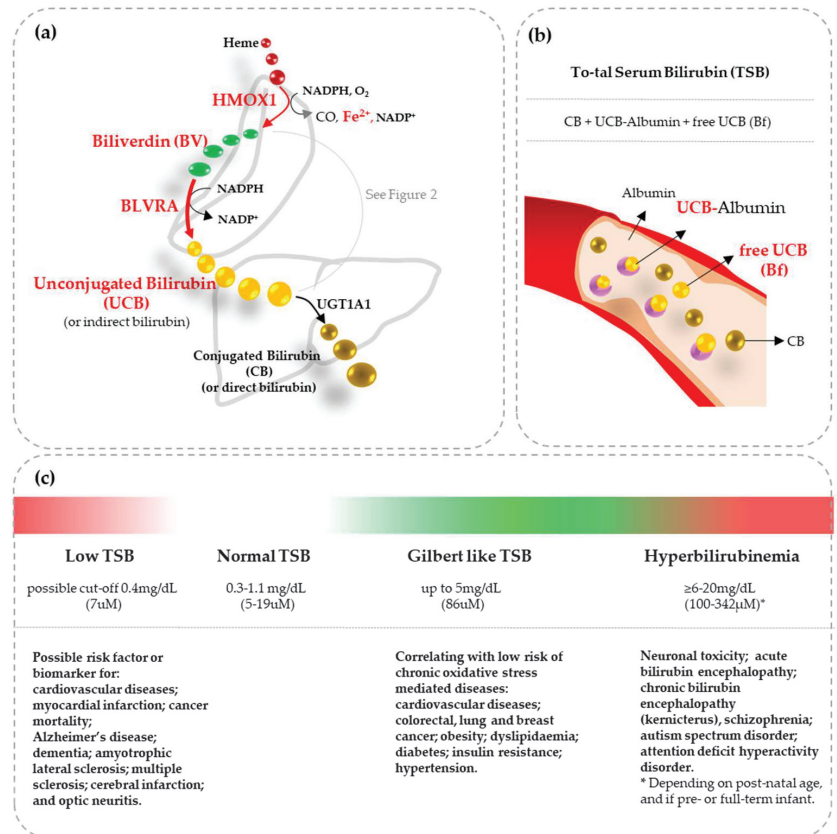 (a)
Heme
NADPH, O₂
HMOX1
CO, Fe²⁺, NADP⁺
Biliverdin (BV)
NADPH
See Figure 2
BLVRA
NADP⁺
Unconjugated Bilirubin
(UCB)
(or indirect bilirubin)
UGT1A1
Conjugated Bilirubin
(CB)
(or direct bilirubin)
(b)
To-tal Serum Bilirubin (TSB)
CB + UCB-Albumin + free UCB (Bf)
Albumin
UCB-Albumin
free UCB
(Bf)
CB
(c)
Low TSB
possible cut-off 0.4mg/dL
(7uM)
Possible risk factor or
biomarker for:
cardiovascular diseases;
myocardial infarction; cancer
mortality;
Alzheimer's disease;
dementia; amyotrophic
lateral sclerosis; multiple
sclerosis; cerebral infarction;
and optic neuritis.
Normal TSB
0.3-1.1 mg/dL
(5-19uM)
Gilbert like TSB
up to 5mg/dL
(86uM)
Correlating with low risk of
chronic oxidative stress
mediated diseases:
cardiovascular diseases;
colorectal, lung and breast
cancer; obesity; dyslipidaemia;
diabetes; insulin resistance;
hypertension.
Hyperbilirubinemia
≥6-20mg/dL
(100-342µM)*
Neuronal toxicity; acute
bilirubin encephalopathy;
chronic bilirubin
encephalopathy
(kernicterus), schizophrenia;
autism spectrum disorder;
attention deficit hyperactivity
disorder.
* Depending on post-natal age,
and if pre- or full-term infant.